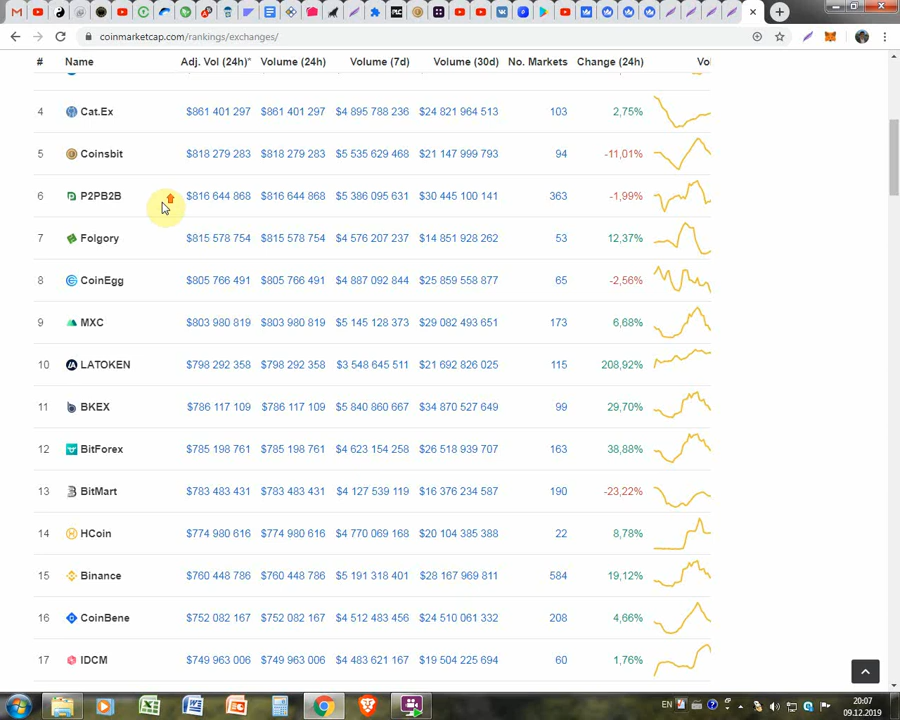 coinmarketcap.com/rankings/exchanges/
# Name Adj. Vol (24h)* Volume (24h) Volume (7d) Volume (30d) No. Markets Change (24h) Vol
4 Cat.Ex $861 401 297 $861 401 297 $4 895 788 236 $24 821 964 513 103 2,75%
5 Coinsbit $818 279 283 $818 279 283 $5 535 629 468 $21 147 999 793 94 -11,01%
6 P2PB2B $816 644 868 $816 644 868 $5 386 095 631 $30 445 100 141 363 -1,99%
7 Folgory $815 578 754 $815 578 754 $4 576 207 237 $14 851 928 262 53 12,37%
8 CoinEgg $805 766 491 $805 766 491 $4 887 092 844 $25 859 558 877 65 -2,56%
9 MXC $803 980 819 $803 980 819 $5 145 128 373 $29 082 493 651 173 6,68%
10 LATOKEN $798 292 358 $798 292 358 $3 548 645 511 $21 692 826 025 115 208,92%
11 BKEX $786 117 109 $786 117 109 $5 840 860 667 $34 870 527 649 99 29,70%
12 BitForex $785 198 761 $785 198 761 $4 623 154 258 $26 518 939 707 163 38,88%
13 BitMart $783 483 431 $783 483 431 $4 127 539 119 $16 376 234 587 190 -23,22%
14 HCoin $774 980 616 $774 980 616 $4 770 069 168 $20 104 385 388 22 8,78%
15 Binance $760 448 786 $760 448 786 $5 191 318 401 $28 167 969 811 584 19,12%
16 CoinBene $752 082 167 $752 082 167 $4 512 483 456 $24 510 061 332 208 4,66%
17 IDCM $749 963 006 $749 963 006 $4 483 621 167 $19 504 225 694 60 1,76%
EN
20:07
09.12.2019